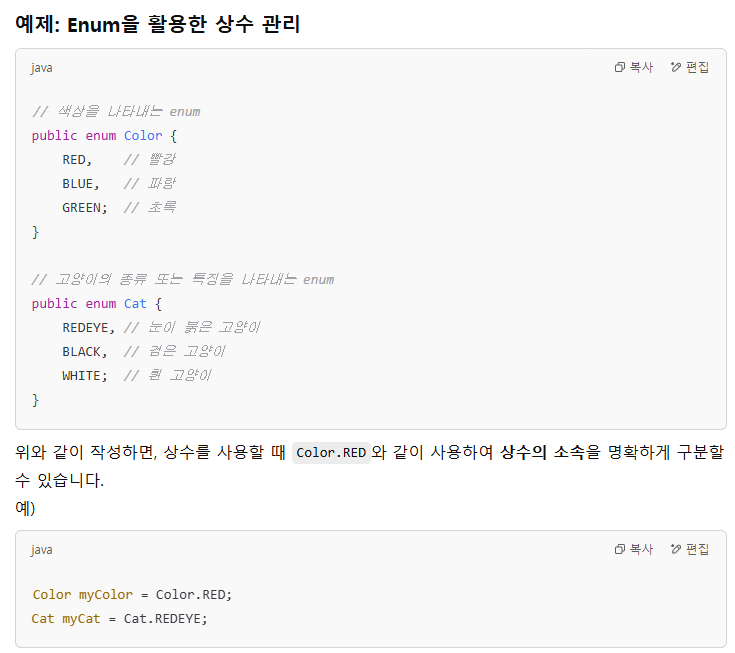 예제: Enum을 활용한 상수 관리
java
복사
편집
// 색상을 나타내는 enum
public enum Color {
    RED,    // 빨강
    BLUE,   // 파랑
    GREEN;  // 초록
}
// 고양이의 종류 또는 특징을 나타내는 enum
public enum Cat {
    REDEYE, // 눈이 붉은 고양이
    BLACK,  // 검은 고양이
    WHITE;  // 흰 고양이
}
위와 같이 작성하면, 상수를 사용할 때 Color.RED와 같이 사용하여 상수의 소속을 명확하게 구분할
수 있습니다.
예)
java
복사
편집
Color myColor = Color.RED;
Cat myCat = Cat.REDEYE;